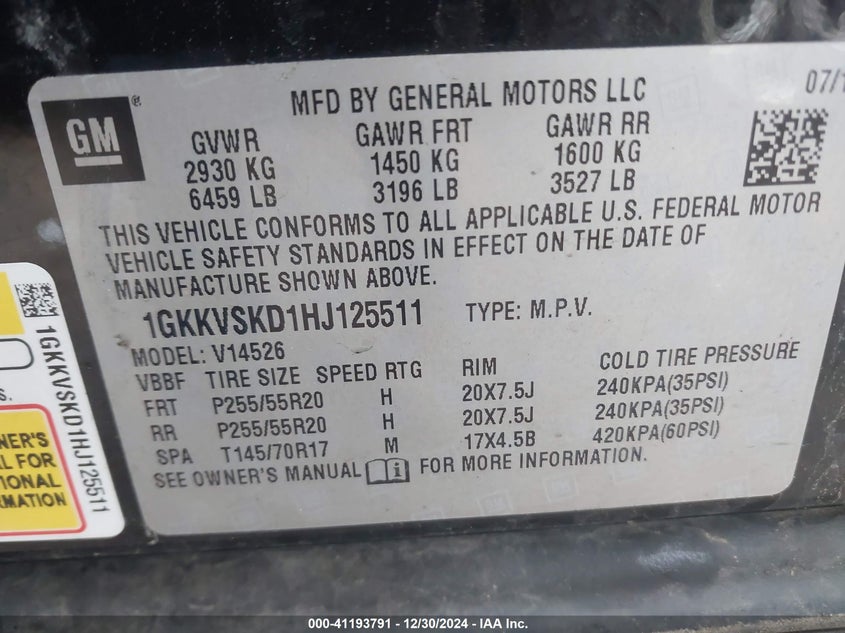 MFD BY GENERAL MOTORS LLC
GM®
GVWR GAWR FRT GAWR RR
2930 KG 1450 KG 1600 KG
6459 LB 3196 LB 3527 LB
THIS VEHICLE CONFORMS TO ALL APPLICABLE U.S. FEDERAL MOTOR
VEHICLE SAFETY STANDARDS IN EFFECT ON THE DATE OF
MANUFACTURE SHOWN ABOVE.
1GKKVSKD1HJ125511 TYPE: M.P.V.
MODEL: V14526
VBBF TIRE SIZE SPEED RTG RIM COLD TIRE PRESSURE
FRT P255/55R20 H 20X7.5J 240KPA(35PSI)
RR P255/55R20 H 20X7.5J 240KPA(35PSI)
SPA T145/70R17 M 17X4.5B 420KPA(60PSI)
SEE OWNER'S MANUAL FOR MORE INFORMATION.
1GKKVSKD1HJ125511
FOR
000-41193791 - 12/30/2024 - IAA Inc.